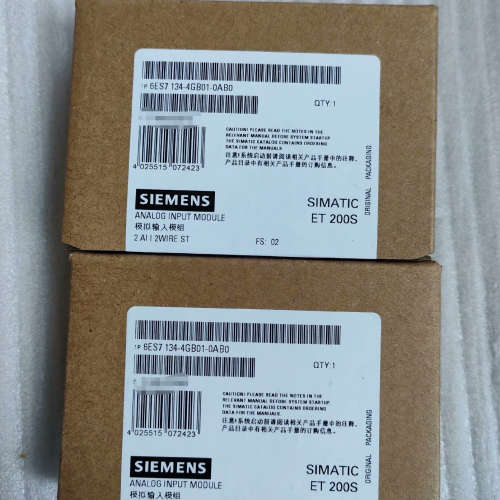 1P 6ES7 134-4GB01-0AB0
QTY:1
CAUTION! PLEASE READ THE NOTES IN THE
RELEVANT MANUAL BEFORE SYSTEM STARTUP.
THE SIMATIC CATALOG CONTAINS ORDERING
DATA FOR THE MANUALS.
注意!系统启动前请阅读相关产品手册中的注释。
产品目录中有相关产品手册的订购信息。
4 025515 072423
SIEMENS
ANALOG INPUT MODULE
模拟输入模组
2 AI I 2WIRE ST
FS: 02
SIMATIC
ET 200S
ORIGINAL PACKAGING
1P 6ES7 134-4GB01-0AB0
QTY:1
CAUTION! PLEASE READ THE NOTES IN THE
RELEVANT MANUAL BEFORE SYSTEM STARTUP.
THE SIMATIC CATALOG CONTAINS ORDERING
DATA FOR THE MANUALS.
注意!系统启动前请阅读相关产品手册中的注释。
产品目录中有相关产品手册的订购信息。
4 025515 072423
SIEMENS
ANALOG INPUT MODULE
模拟输入模组
SIMATIC
ET 200S
ORIGINAL PACKAGING